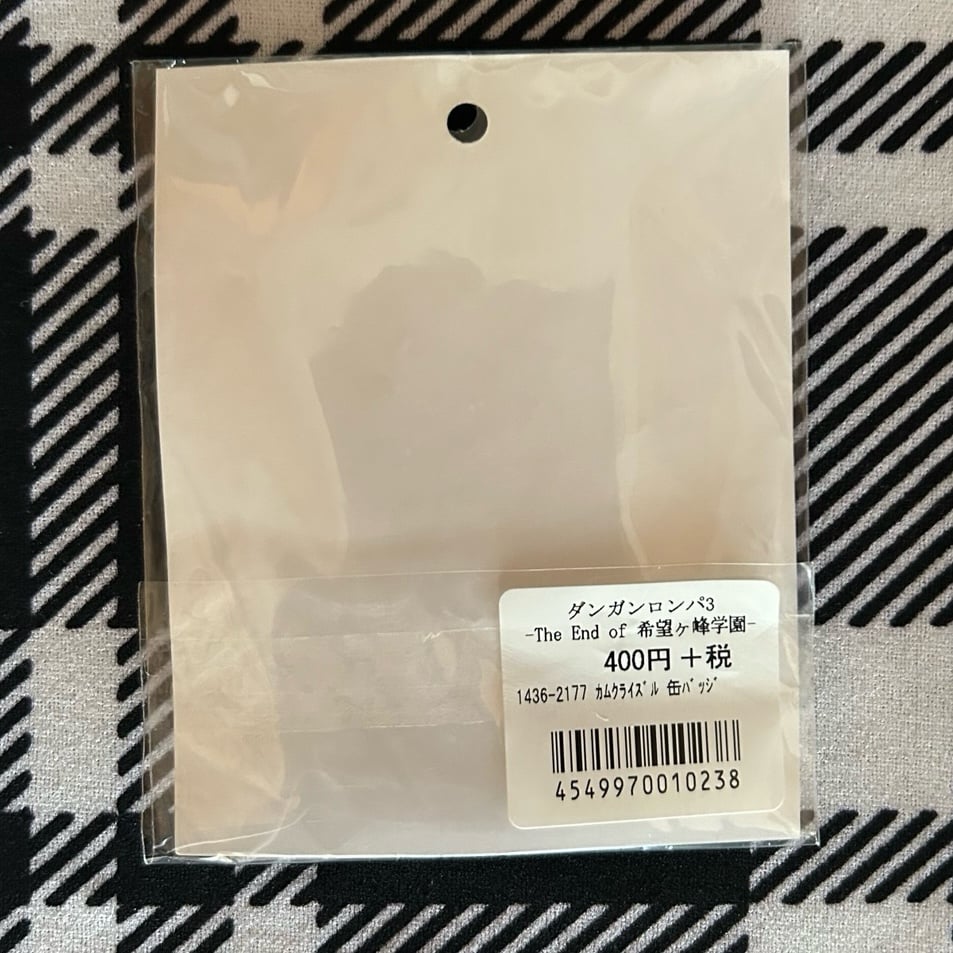 ダンガンロンパ3
-The End of 希望ヶ峰学園-
400円+税
1436-2177 ｶﾑｸﾗｲｽﾞﾙ 缶ﾊﾞｯｼﾞ
4549970010238